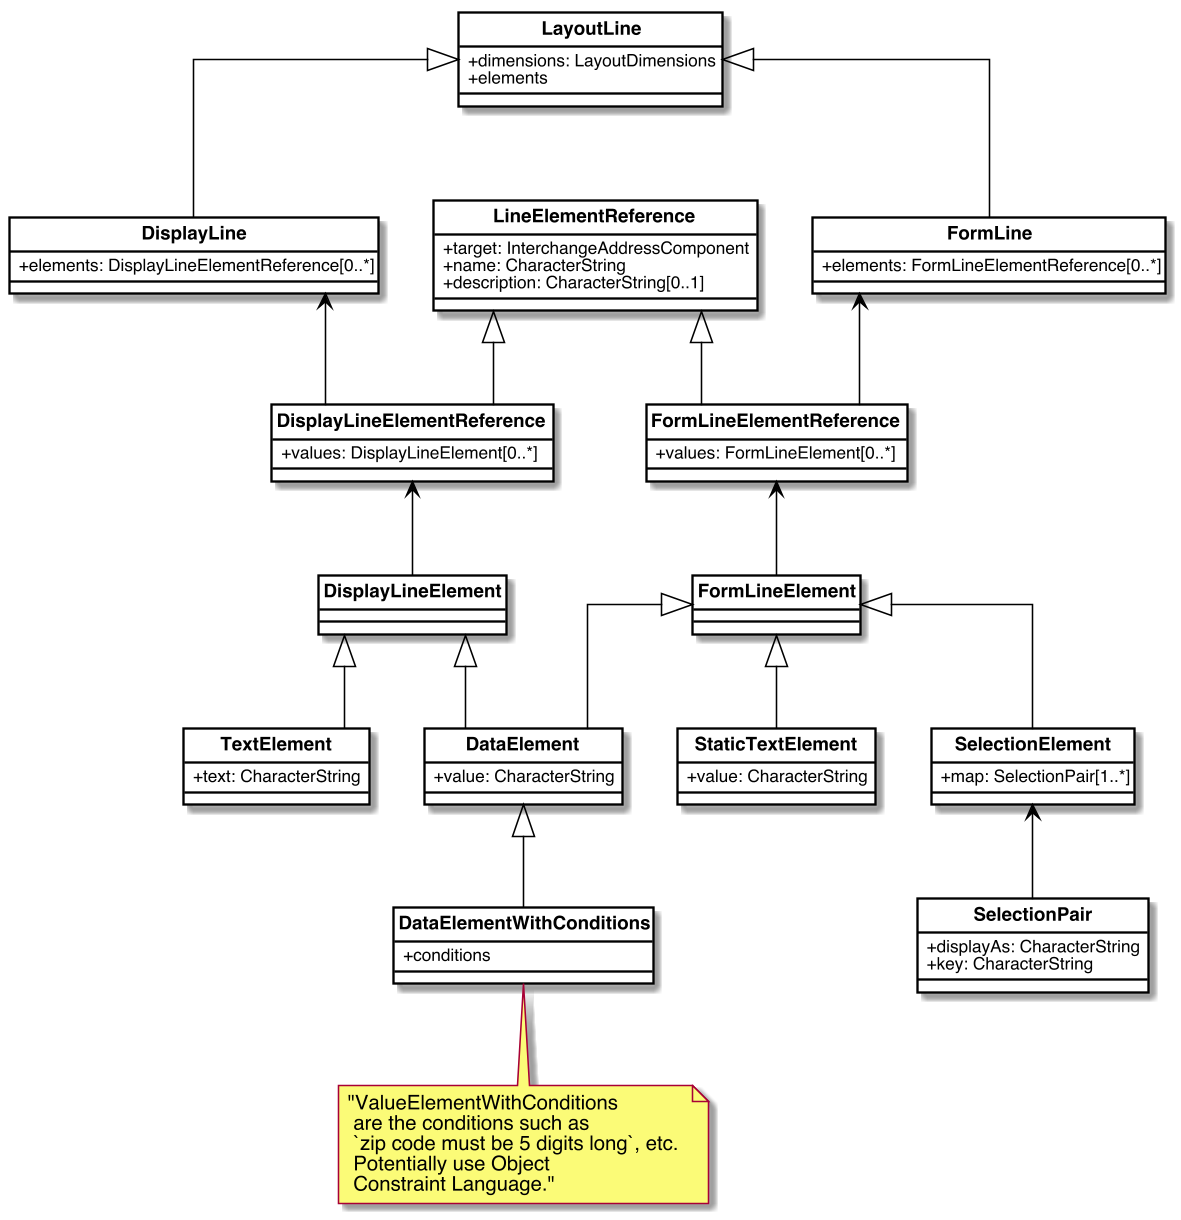 LayoutLine
+dimensions: LayoutDimensions
+elements
DisplayLine
+elements: DisplayLineElementReference[0..*]
LineElementReference
+target: InterchangeAddressComponent
+name: CharacterString
+description: CharacterString[0..1]
FormLine
+elements: FormLineElementReference[0..*]
DisplayLineElementReference
+values: DisplayLineElement[0..*]
FormLineElementReference
+values: FormLineElement[0..*]
DisplayLineElement
FormLineElement
TextElement
+text: CharacterString
DataElement
+value: CharacterString
StaticTextElement
+value: CharacterString
SelectionElement
+map: SelectionPair[1..*]
DataElementWithConditions
+conditions
SelectionPair
+displayAs: CharacterString
+key: CharacterString
"ValueElementWithConditions
are the conditions such as
`zip code must be 5 digits long`, etc.
Potentially use Object
Constraint Language."